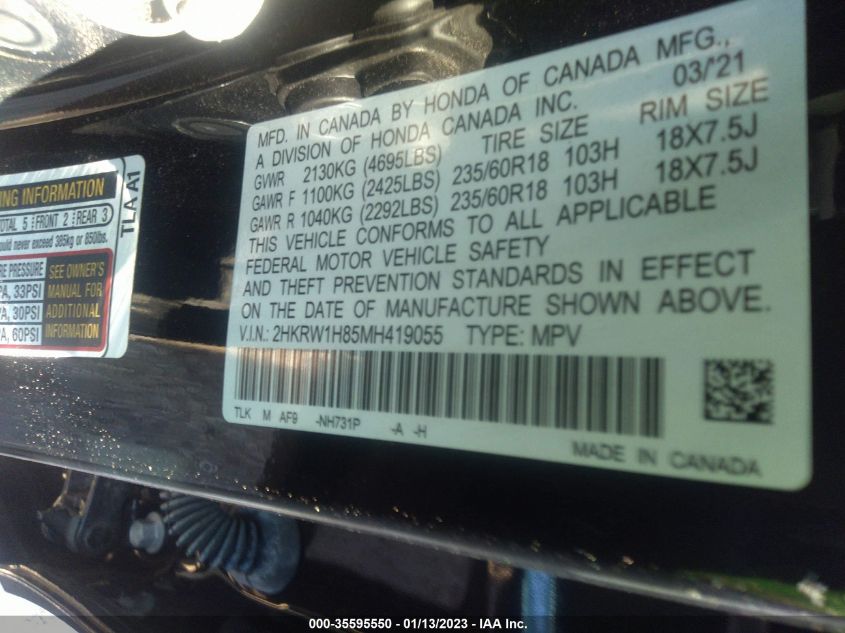 MFD. IN CANADA BY HONDA OF CANADA MFG.,
A DIVISION OF HONDA CANADA INC. 03/'21
GVWR 2130KG (4695LBS) TIRE SIZE RIM SIZE
GAWR F 1100KG (2425LBS) 235/60R18 103H 18X7.5J
GAWR R 1040KG (2292LBS) 235/60R18 103H 18X7.5J
THIS VEHICLE CONFORMS TO ALL APPLICABLE
FEDERAL MOTOR VEHICLE SAFETY
AND THEFT PREVENTION STANDARDS IN EFFECT
ON THE DATE OF MANUFACTURE SHOWN ABOVE.
V.I.N.: 2HKRW1H85MH419055 TYPE: MPV
TLK M AF9 -NH731P -A -H
MADE IN CANADA
INFORMATION
TLA A1
5 FRONT 2 REAR 3
never exceed 385kg or 850lbs.
PRESSURE
33PSI
30PSI
60PSI
SEE OWNER'S
MANUAL FOR
ADDITIONAL
INFORMATION
000-35595550 - 01/13/2023 - IAA Inc.